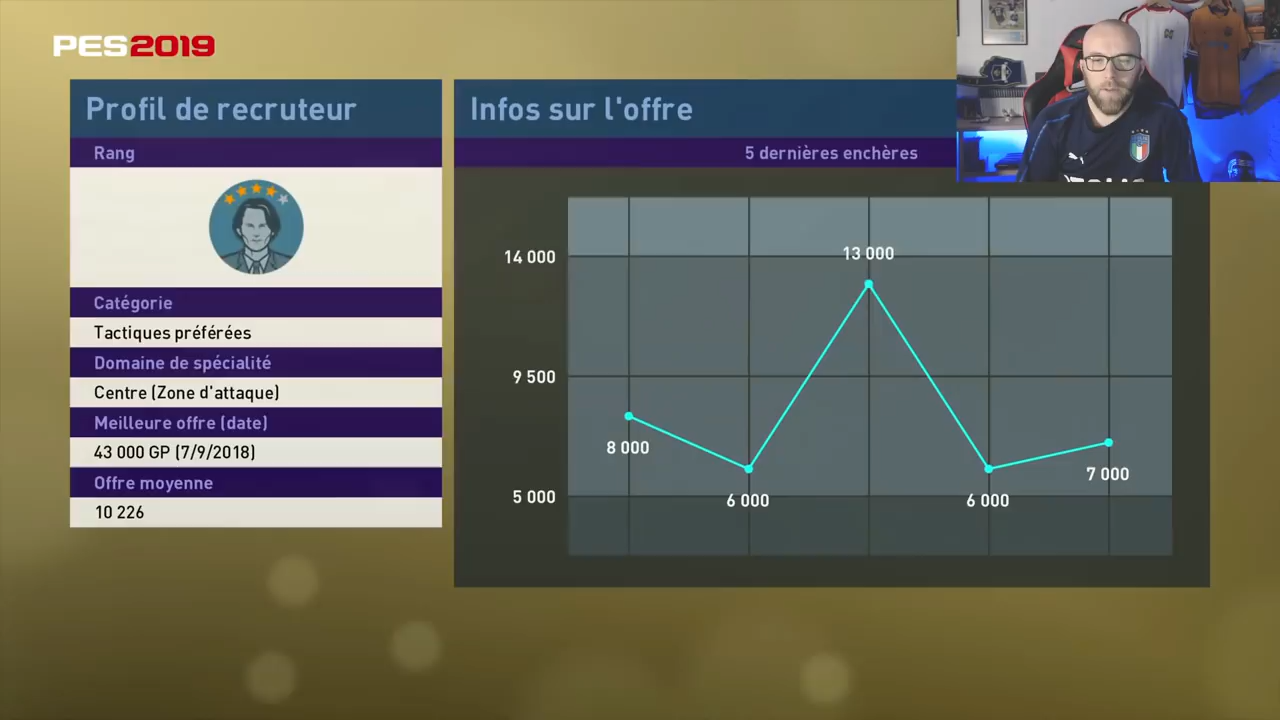 PES2019
Profil de recruteur
Rang
Catégorie
Tactiques préférées
Domaine de spécialité
Centre (Zone d'attaque)
Meilleure offre (date)
43 000 GP (7/9/2018)
Offre moyenne
10 226
Infos sur l'offre
5 dernières enchères
14 000
9 500
5 000
8 000
6 000
13 000
6 000
7 000